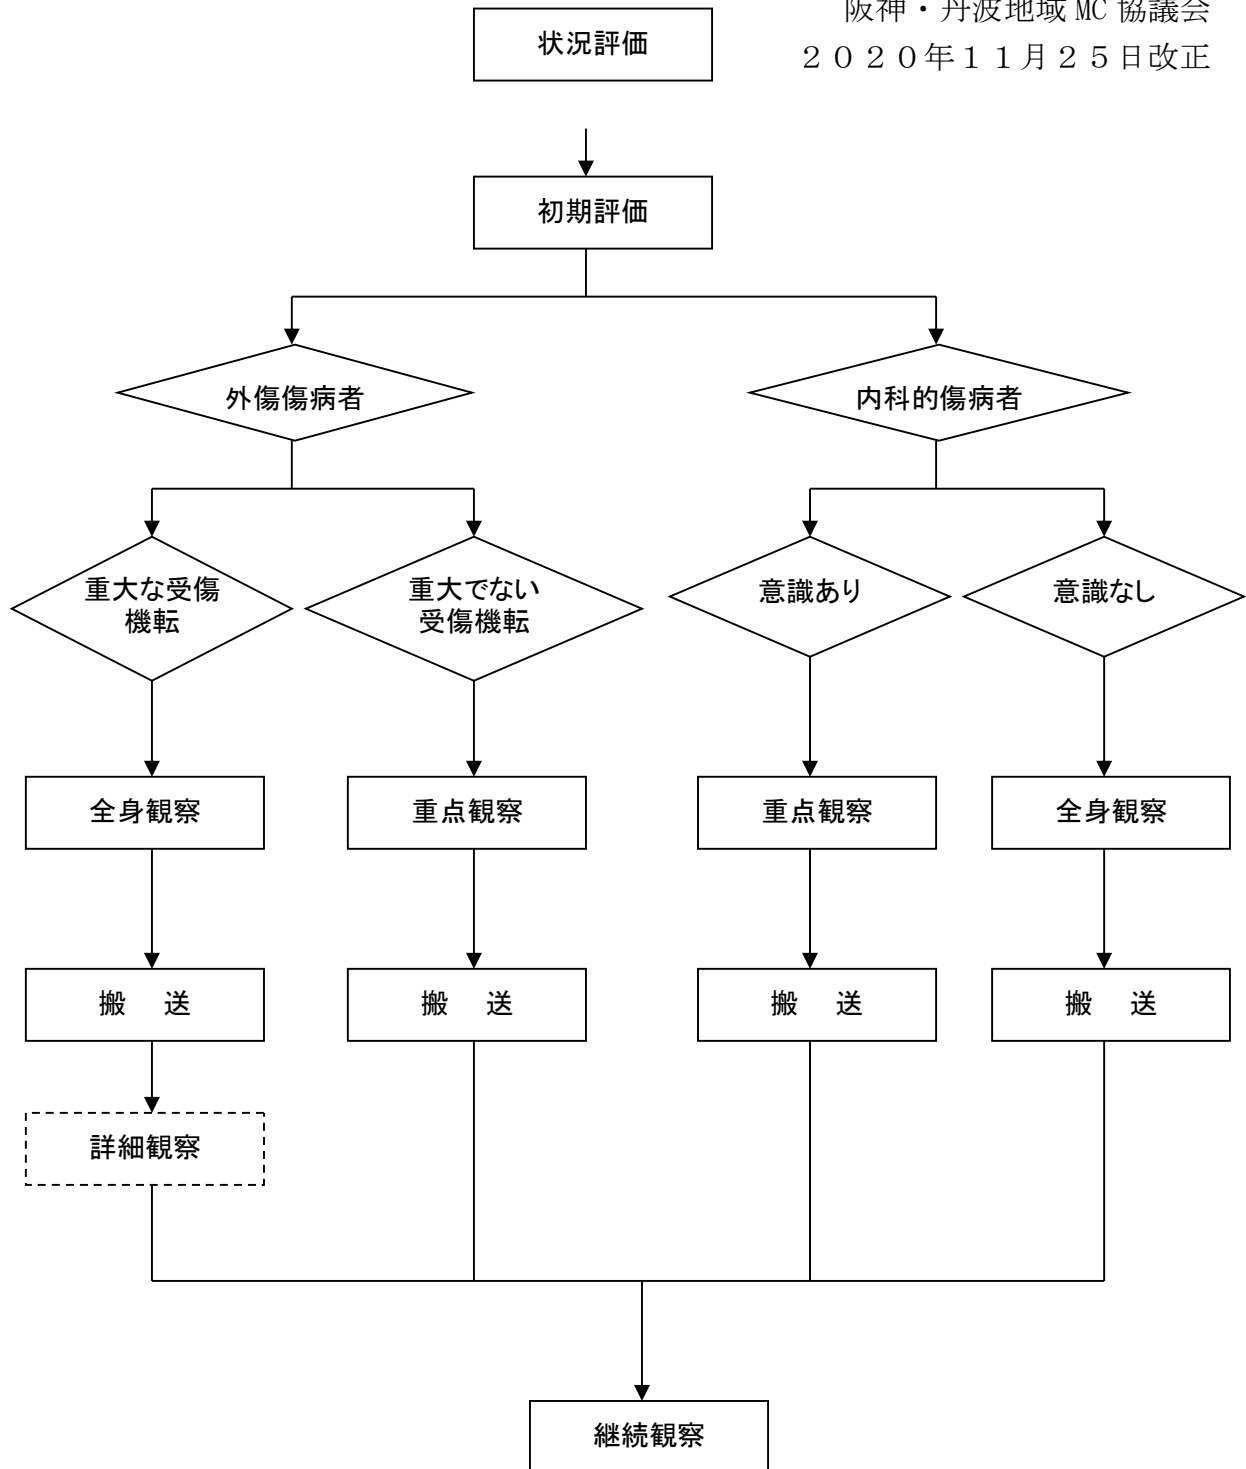 阪神・丹波地域 MC 協議会
２０２０年１１月２５日改正
状況評価
初期評価
外傷傷病者
内科的傷病者
重大な受傷
機転
重大でない
受傷機転
意識あり
意識なし
全身観察
重点観察
重点観察
全身観察
搬　送
搬　送
搬　送
搬　送
詳細観察
継続観察